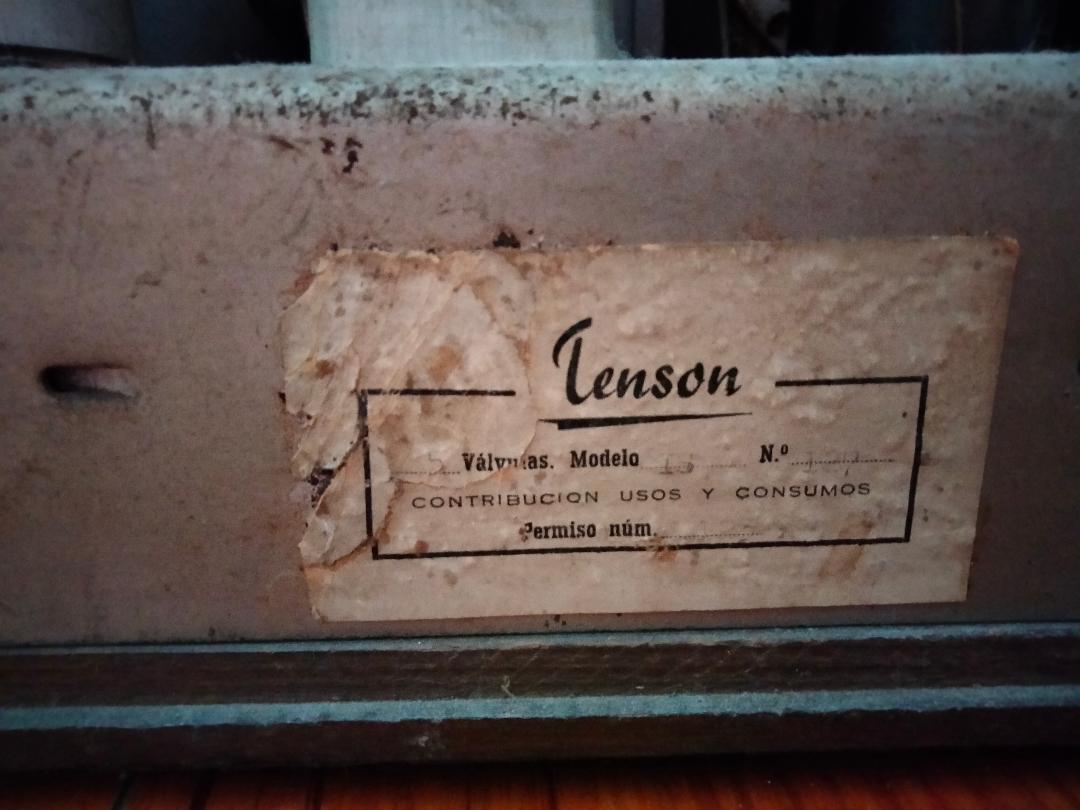 Tenson
Válvulas. Modelo N.º
CONTRIBUCION USOS Y CONSUMOS
Permiso núm.